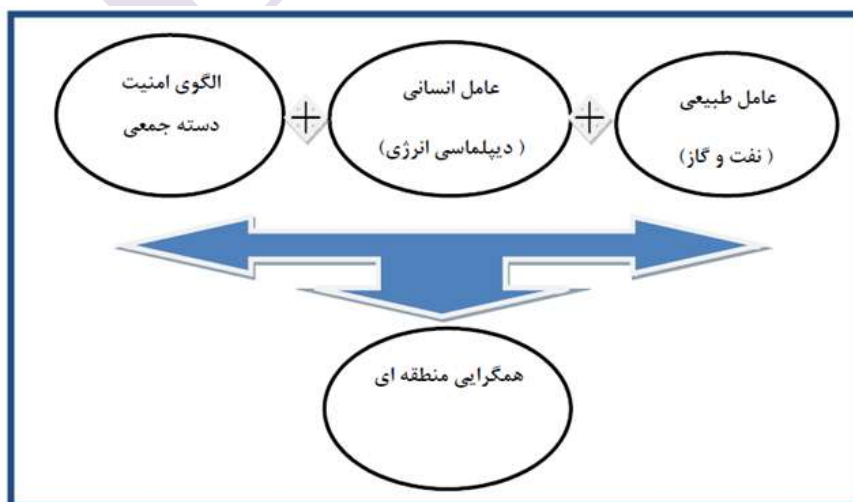 عامل طبیعی
( نفت و گاز)
+
عامل انسانی
( دیپلماسی انرژی)
+
الگوی امنیت
دسته جمعی
همگرایی منطقه ای